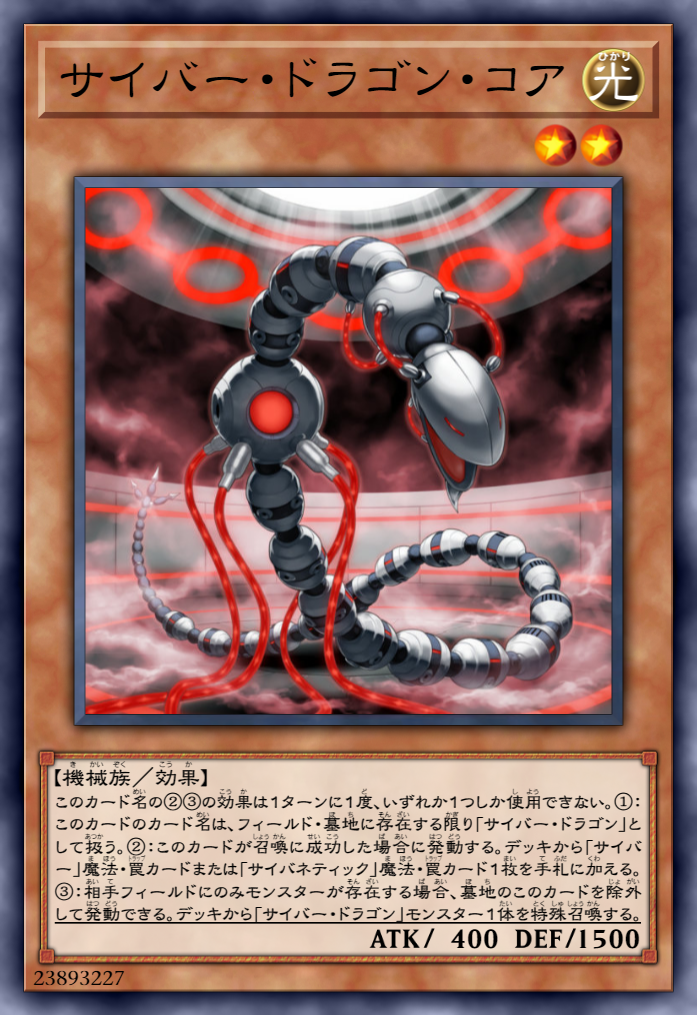 サイバー・ドラゴン・コア
光
【機械族／効果】
このカード名の②③の効果は1ターンに1度、いずれか1つしか使用できない。①：
このカードのカード名は、フィールド・墓地に存在する限り「サイバー・ドラゴン」と
して扱う。②：このカードが召喚に成功した場合に発動する。デッキから「サイバ
ー」魔法・罠カードまたは「サイバネティック」魔法・罠カード1枚を手札に加える。
③：相手フィールドにのみモンスターが存在する場合、墓地のこのカードを除外
して発動できる。デッキから「サイバー・ドラゴン」モンスター1体を特殊召喚する。
ATK/ 400 DEF/1500
23893227